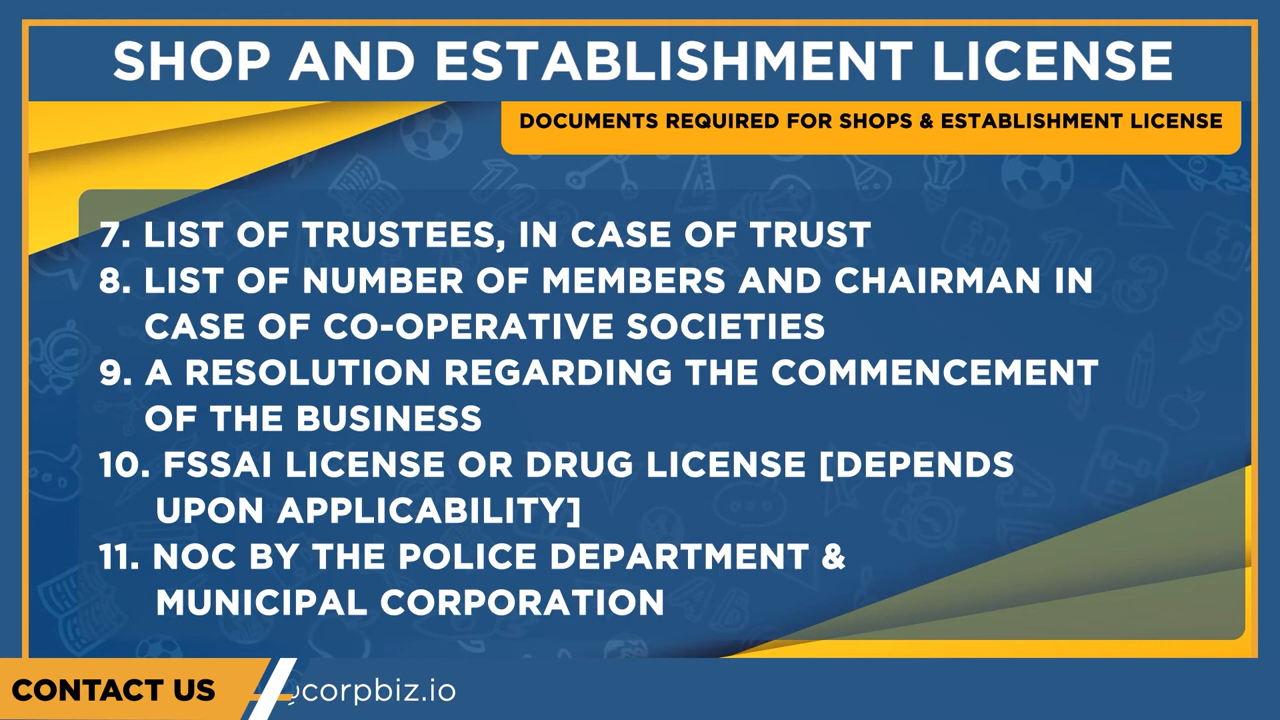 SHOP AND ESTABLISHMENT LICENSE
DOCUMENTS REQUIRED FOR SHOPS & ESTABLISHMENT LICENSE
7. LIST OF TRUSTEES, IN CASE OF TRUST
8. LIST OF NUMBER OF MEMBERS AND CHAIRMAN IN
CASE OF CO-OPERATIVE SOCIETIES
9. A RESOLUTION REGARDING THE COMMENCEMENT
OF THE BUSINESS
10. FSSAI LICENSE OR DRUG LICENSE [DEPENDS
UPON APPLICABILITY]
11. NOC BY THE POLICE DEPARTMENT &
MUNICIPAL CORPORATION
CONTACT US
corpbiz.io